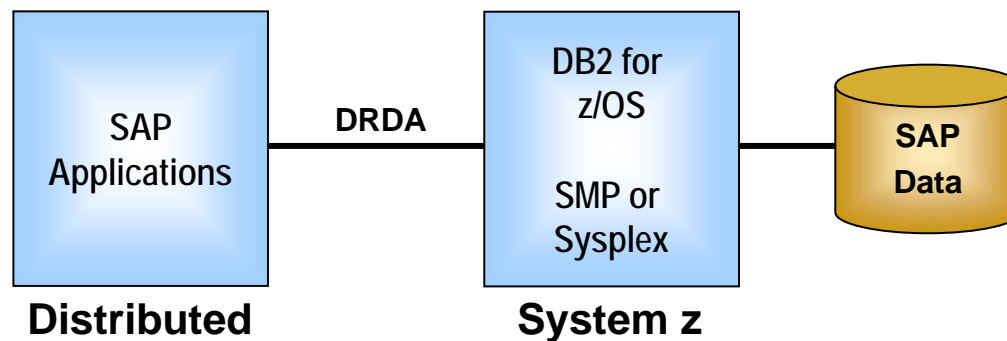 SAP
Applications
DRDA
DB2 for
z/OS
SMP or
Sysplex
SAP
Data
Distributed
System z